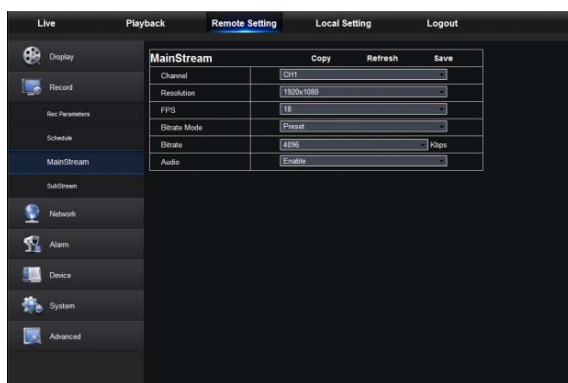 Live Playback Remote Setting Local Setting Logout
Display
Record
Rec Parameters
Schedule
MainStream
SubStream
Network
Alarm
Device
System
Advanced
MainStream Copy Refresh Save
Channel CH1
Resolution 1920x1080
FPS 18
Bitrate Mode Preset
Bitrate 4096 Kbps
Audio Enable